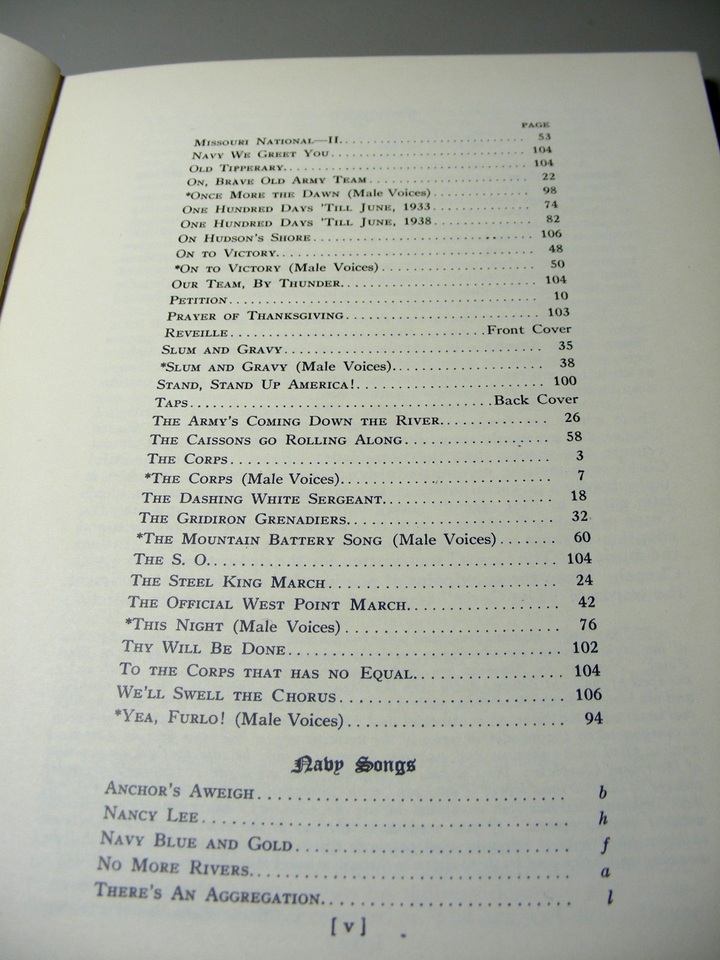 PAGE
MISSOURI NATIONAL—II. 53
NAVY WE GREET YOU 104
OLD TIPPERARY. 104
ON, BRAVE OLD ARMY TEAM 22
*ONCE MORE THE DAWN (Male Voices) 98
ONE HUNDRED DAYS 'TILL JUNE, 1933 74
ONE HUNDRED DAYS 'TILL JUNE, 1938 82
ON HUDSON'S SHORE 106
ON TO VICTORY 48
*ON TO VICTORY (Male Voices) 50
OUR TEAM, BY THUNDER 104
PETITION 10
PRAYER OF THANKSGIVING 103
REVEILLE Front Cover
SLUM AND GRAVY 35
*SLUM AND GRAVY (Male Voices) 38
STAND, STAND UP AMERICA! 100
TAPS Back Cover
THE ARMY'S COMING DOWN THE RIVER 26
THE CAISSONS GO ROLLING ALONG 58
THE CORPS 3
*THE CORPS (Male Voices) 7
THE DASHING WHITE SERGEANT 18
THE GRIDIRON GRENADIERS 32
*THE MOUNTAIN BATTERY SONG (Male Voices) 60
THE S. O. 104
THE STEEL KING MARCH 24
THE OFFICIAL WEST POINT MARCH 42
*THIS NIGHT (Male Voices) 76
THY WILL BE DONE 102
TO THE CORPS THAT HAS NO EQUAL 104
WE'LL SWELL THE CHORUS 106
*YEA, FURLO! (Male Voices) 94
Navy Songs
ANCHOR'S AWEIGH b
NANCY LEE h
NAVY BLUE AND GOLD f
NO MORE RIVERS a
THERE'S AN AGGREGATION l
[ v ]